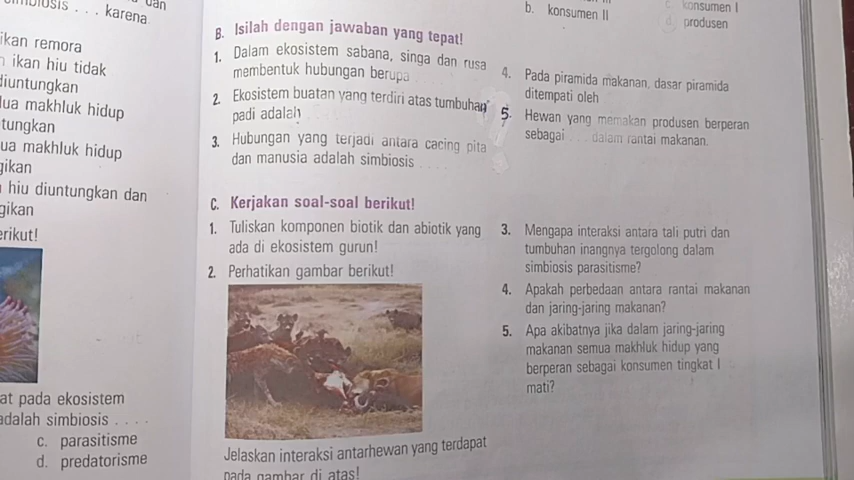 karena
ikan remora
ikan hiu tidak
diuntungkan
dua makhluk hidup
makhluk hidup
hiu diuntungkan dan
pada ekosistem
adalah simbiosis . . . .
c. parasitisme
d. predatorisme
B. Isilah dengan jawaban yang tepat!
1. Dalam ekosistem sabana, singa dan rusa
membentuk hubungan berupa
2. Ekosistem buatan yang terdiri atas tumbuhan
padi adalah
3. Hubungan yang terjadi antara cacing pita
dan manusia adalah simbiosis
C. Kerjakan soal-soal berikut!
1. Tuliskan komponen biotik dan abiotik yang
ada di ekosistem gurun!
2. Perhatikan gambar berikut!
Jelaskan interaksi antarhewan yang terdapat
pada gambar di atas!
b. konsumen II
c. konsumen I
d. produsen
4. Pada piramida makanan, dasar piramida
ditempati oleh
5. Hewan yang memakan produsen berperan
sebagai . . . dalam rantai makanan.
3. Mengapa interaksi antara tali putri dan
tumbuhan inangnya tergolong dalam
simbiosis parasitisme?
4. Apakah perbedaan antara rantai makanan
dan jaring-jaring makanan?
5. Apa akibatnya jika dalam jaring-jaring
makanan semua makhluk hidup yang
berperan sebagai konsumen tingkat I
mati?